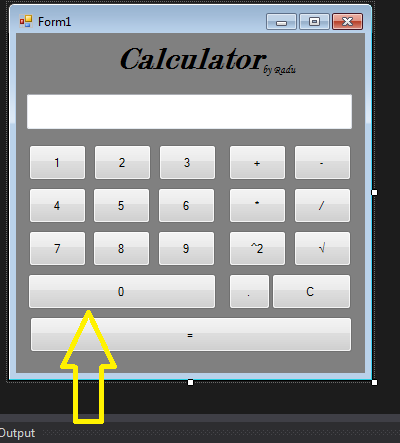 Form1
Calculator
by Radu
1 2 3 + -
4 5 6 * /
7 8 9 ^2 √
0 . C
=
Output